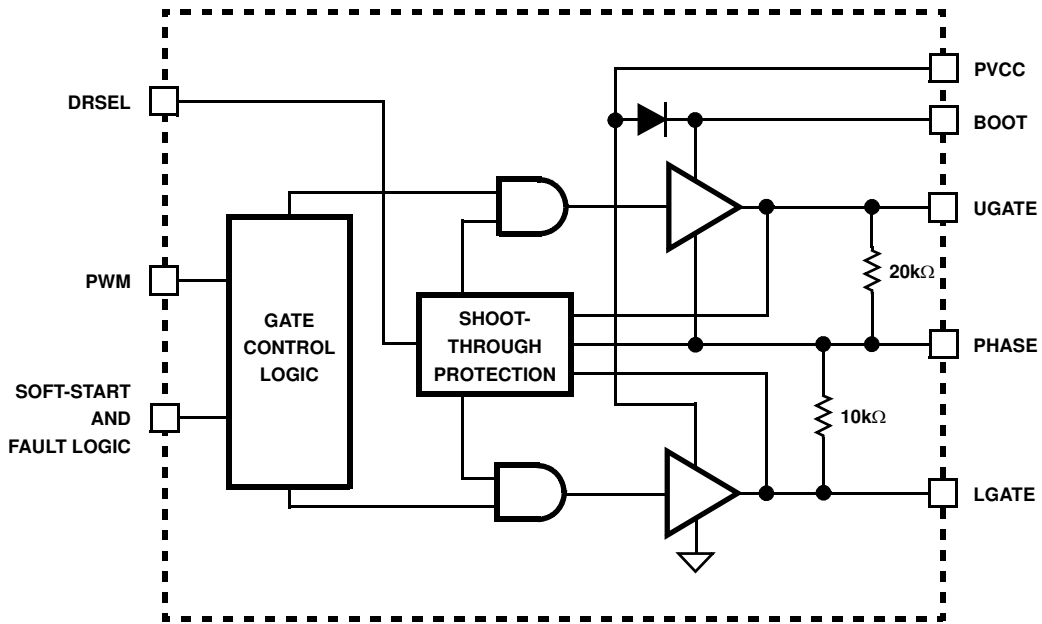 DRSEL
PWM
SOFT-START
AND
FAULT LOGIC
GATE
CONTROL
LOGIC
SHOOT-
THROUGH
PROTECTION
20kΩ
10kΩ
PVCC
BOOT
UGATE
PHASE
LGATE